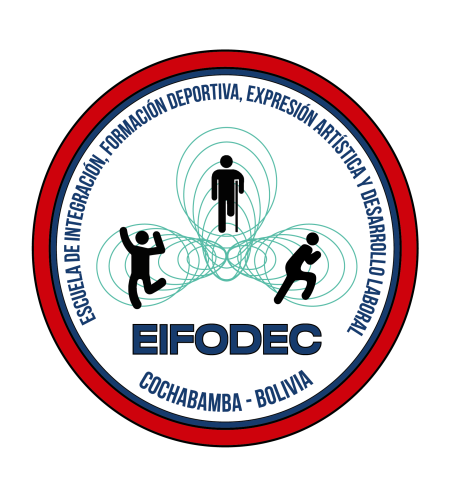 ESCUELA DE INTEGRACIÓN, FORMACIÓN DEPORTIVA, EXPRESIÓN ARTÍSTICA Y DESARROLLO LABORAL
EIFODEC
COCHABAMBA - BOLIVIA